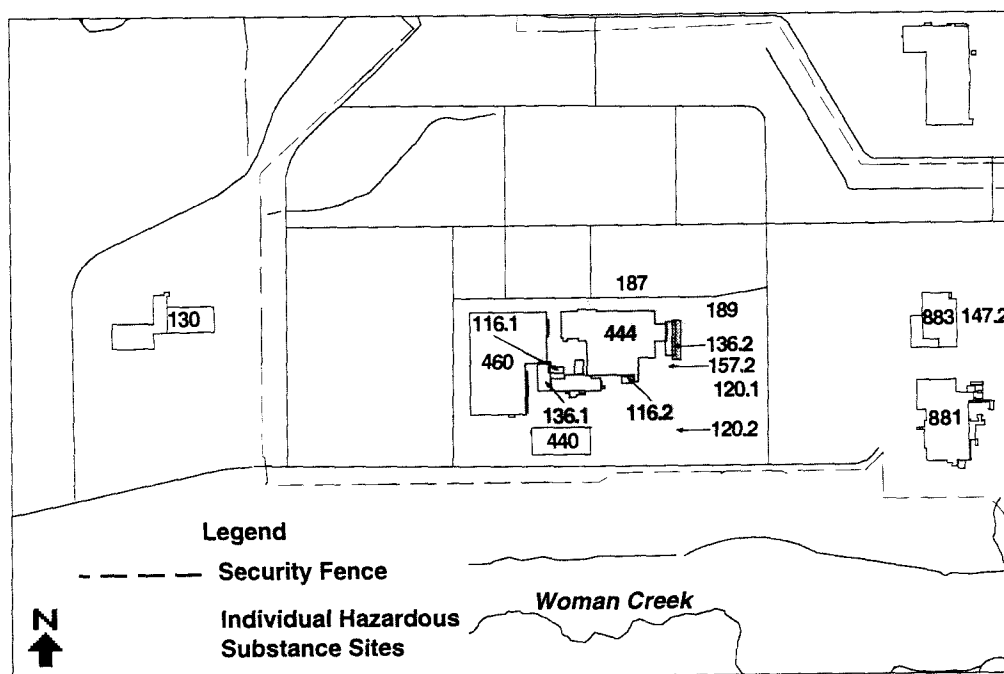 187
189
130
116.1
444
883
147.2
460
136.2
157.2
120.1
136.1
116.2
881
440
120.2
Legend
Security Fence
Woman Creek
N
Individual Hazardous
Substance Sites